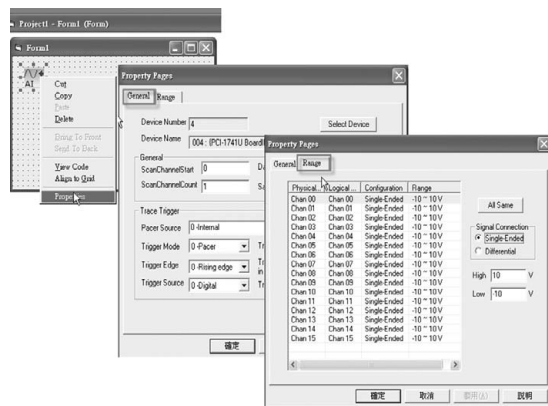 Project1 - Form1 (Form)
Form1
AI
Cut
Copy
Paste
Delete
Bring To Front
Send To Back
View Code
Align to Grid
Properties
Property Pages
General Range
Device Number 4
Select Device
Device Name 004 : {PCI-1741U BoardI
General
ScanChannelStart 0
ScanChannelCount 1
Trace Trigger
Pacer Source 0 -Internal
Trigger Mode 0 -Pacer
Trigger Edge 0 -Rising edge
Trigger Source 0 -Digital
確定
Property Pages
General Range
Physical... Logical ... Configuration Range
Chan 00 Chan 00 Single-Ended -10 ~ 10 V
Chan 01 Chan 01 Single-Ended -10 ~ 10 V
Chan 02 Chan 02 Single-Ended -10 ~ 10 V
Chan 03 Chan 03 Single-Ended -10 ~ 10 V
Chan 04 Chan 04 Single-Ended -10 ~ 10 V
Chan 05 Chan 05 Single-Ended -10 ~ 10 V
Chan 06 Chan 06 Single-Ended -10 ~ 10 V
Chan 07 Chan 07 Single-Ended -10 ~ 10 V
Chan 08 Chan 08 Single-Ended -10 ~ 10 V
Chan 09 Chan 09 Single-Ended -10 ~ 10 V
Chan 10 Chan 10 Single-Ended -10 ~ 10 V
Chan 11 Chan 11 Single-Ended -10 ~ 10 V
Chan 12 Chan 12 Single-Ended -10 ~ 10 V
Chan 13 Chan 13 Single-Ended -10 ~ 10 V
Chan 14 Chan 14 Single-Ended -10 ~ 10 V
Chan 15 Chan 15 Single-Ended -10 ~ 10 V
All Same
Signal Connection
Single-Ended
Differential
High 10 V
Low -10 V
確定 取消 套用(A) 說明